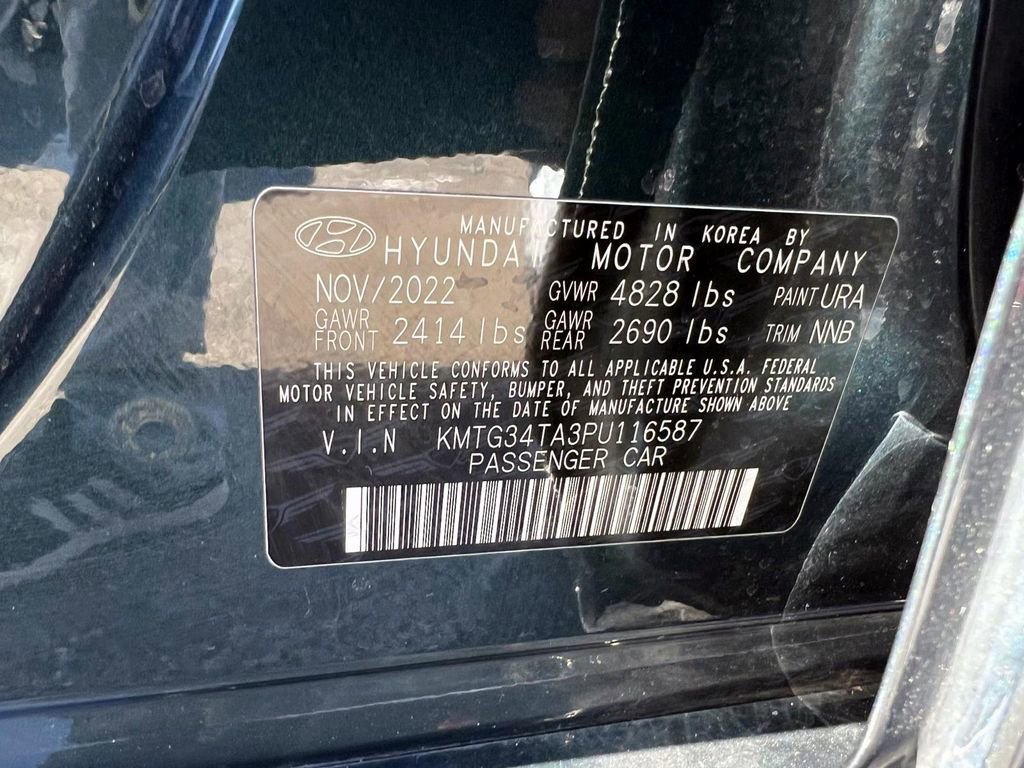 MANUFACTURED IN KOREA BY
HYUNDAI MOTOR COMPANY
NOV/2022 GVWR 4828 lbs PAINT URA
GAWR FRONT 2414 lbs GAWR REAR 2690 lbs TRIM NNB
THIS VEHICLE CONFORMS TO ALL APPLICABLE U.S.A. FEDERAL
MOTOR VEHICLE SAFETY, BUMPER, AND THEFT PREVENTION STANDARDS
IN EFFECT ON THE DATE OF MANUFACTURE SHOWN ABOVE
V.I.N KMTG34TA3PU116587
PASSENGER CAR